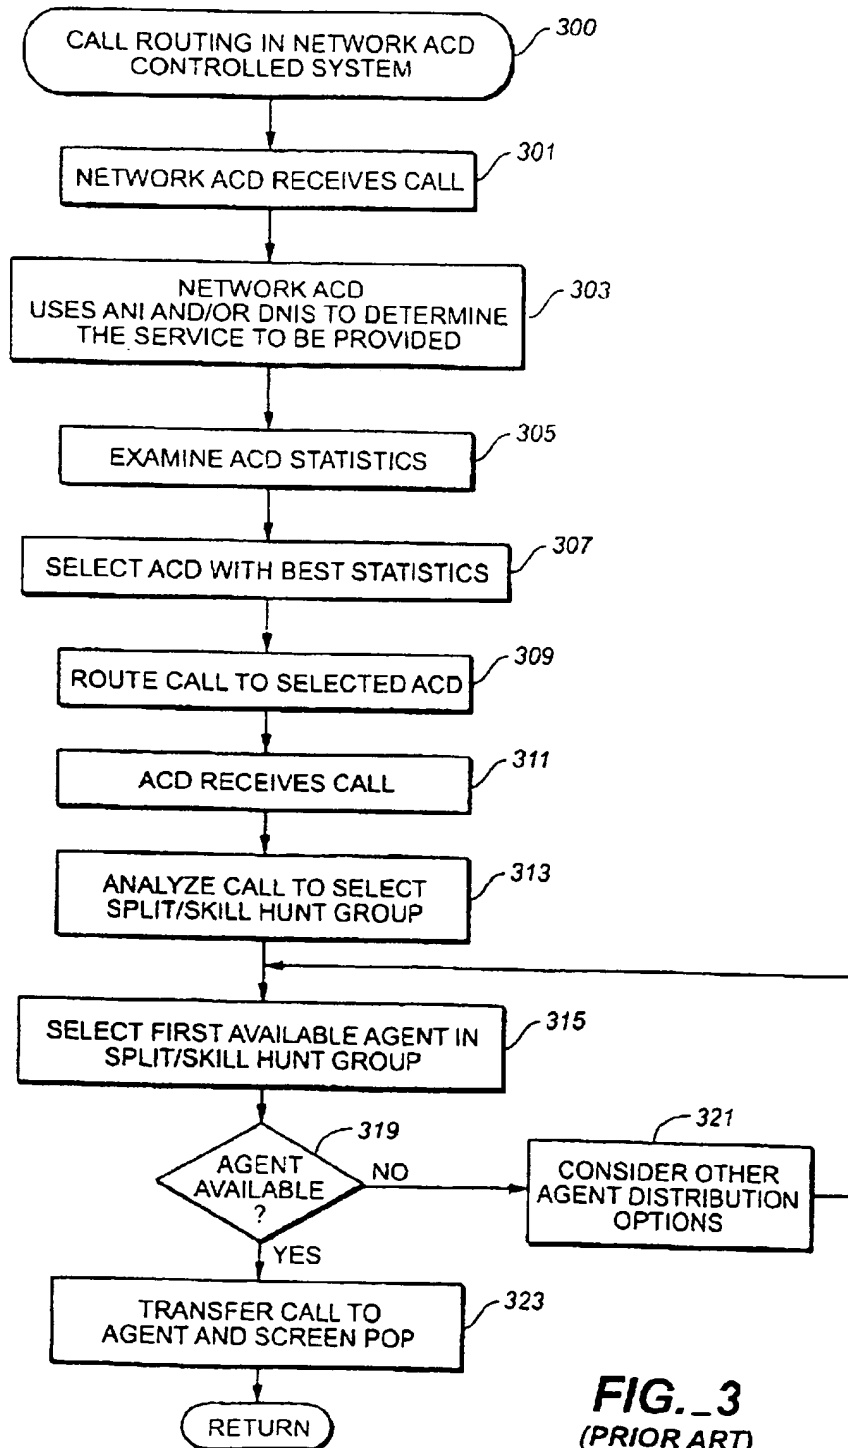 CALL ROUTING IN NETWORK ACD
CONTROLLED SYSTEM
300
NETWORK ACD RECEIVES CALL
301
NETWORK ACD
USES ANI AND/OR DNIS TO DETERMINE
THE SERVICE TO BE PROVIDED
303
EXAMINE ACD STATISTICS
305
SELECT ACD WITH BEST STATISTICS
307
ROUTE CALL TO SELECTED ACD
309
ACD RECEIVES CALL
311
ANALYZE CALL TO SELECT
SPLIT/SKILL HUNT GROUP
313
SELECT FIRST AVAILABLE AGENT IN
SPLIT/SKILL HUNT GROUP
315
AGENT
AVAILABLE
?
319
NO
CONSIDER OTHER
AGENT DISTRIBUTION
OPTIONS
321
YES
TRANSFER CALL TO
AGENT AND SCREEN POP
323
RETURN
FIG._3
(PRIOR ART)